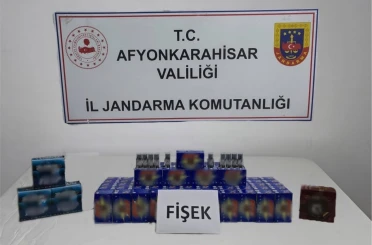 T.C.
AFYONKARAHİSAR
VALİLİĞİ
İL JANDARMA KOMUTANLIĞI
FİŞEK